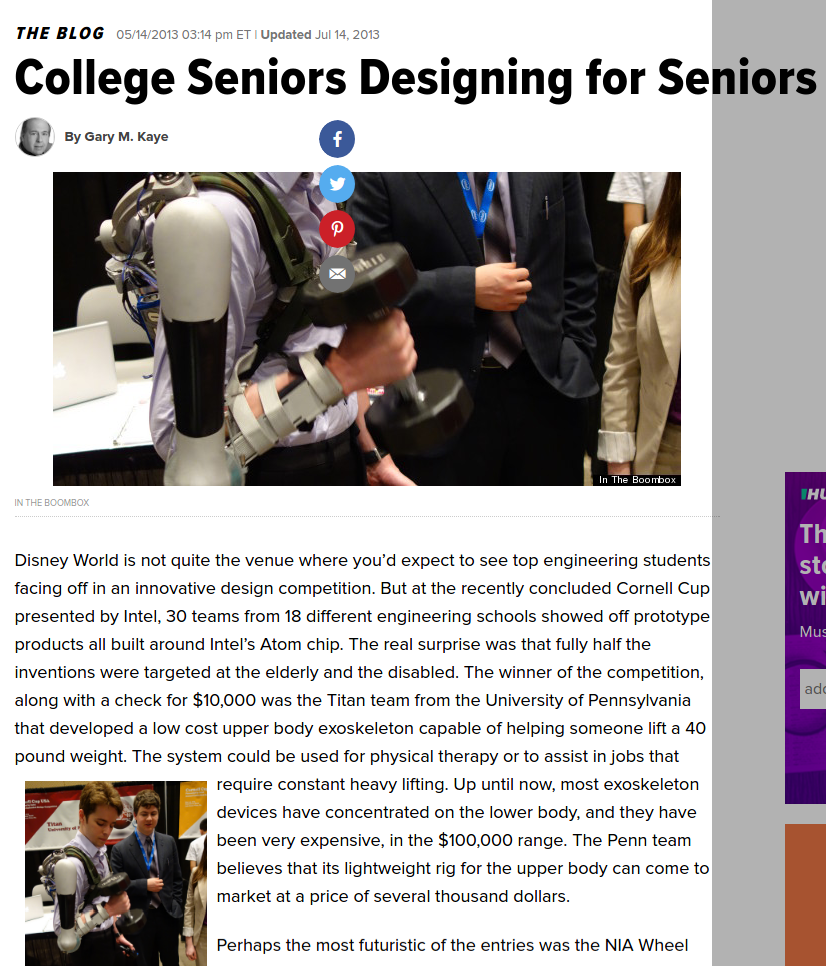 THE BLOG 05/14/2013 03:14 pm ET | Updated Jul 14, 2013
College Seniors Designing for Seniors
By Gary M. Kaye
In The Boombox
IN THE BOOMBOX
Disney World is not quite the venue where you’d expect to see top engineering students
facing off in an innovative design competition. But at the recently concluded Cornell Cup
presented by Intel, 30 teams from 18 different engineering schools showed off prototype
products all built around Intel’s Atom chip. The real surprise was that fully half the
inventions were targeted at the elderly and the disabled. The winner of the competition,
along with a check for $10,000 was the Titan team from the University of Pennsylvania
that developed a low cost upper body exoskeleton capable of helping someone lift a 40
pound weight. The system could be used for physical therapy or to assist in jobs that
require constant heavy lifting. Up until now, most exoskeleton
devices have concentrated on the lower body, and they have
been very expensive, in the $100,000 range. The Penn team
believes that its lightweight rig for the upper body can come to
market at a price of several thousand dollars.
Perhaps the most futuristic of the entries was the NIA Wheel
Titan
HU
Th
sto
wi
Mus
add